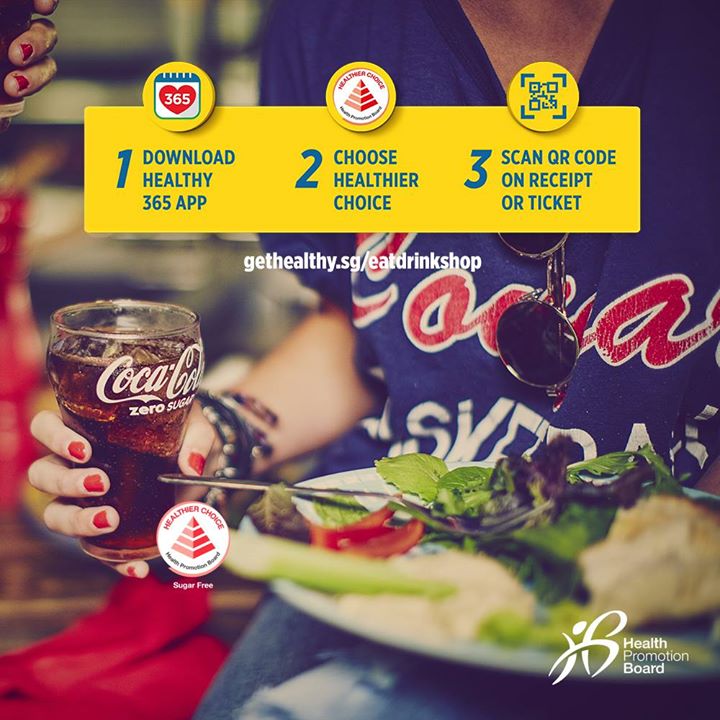 365
HEALTHIER CHOICE
Health Promotion Board
1 DOWNLOAD
HEALTHY
365 APP
2 CHOOSE
HEALTHIER
CHOICE
3 SCAN QR CODE
ON RECEIPT
OR TICKET
gethealthy.sg/eatdrinkshop
Coca-Cola
zero SUGAR
HEALTHIER CHOICE
Health Promotion Board
Sugar Free
Health
Promotion
Board